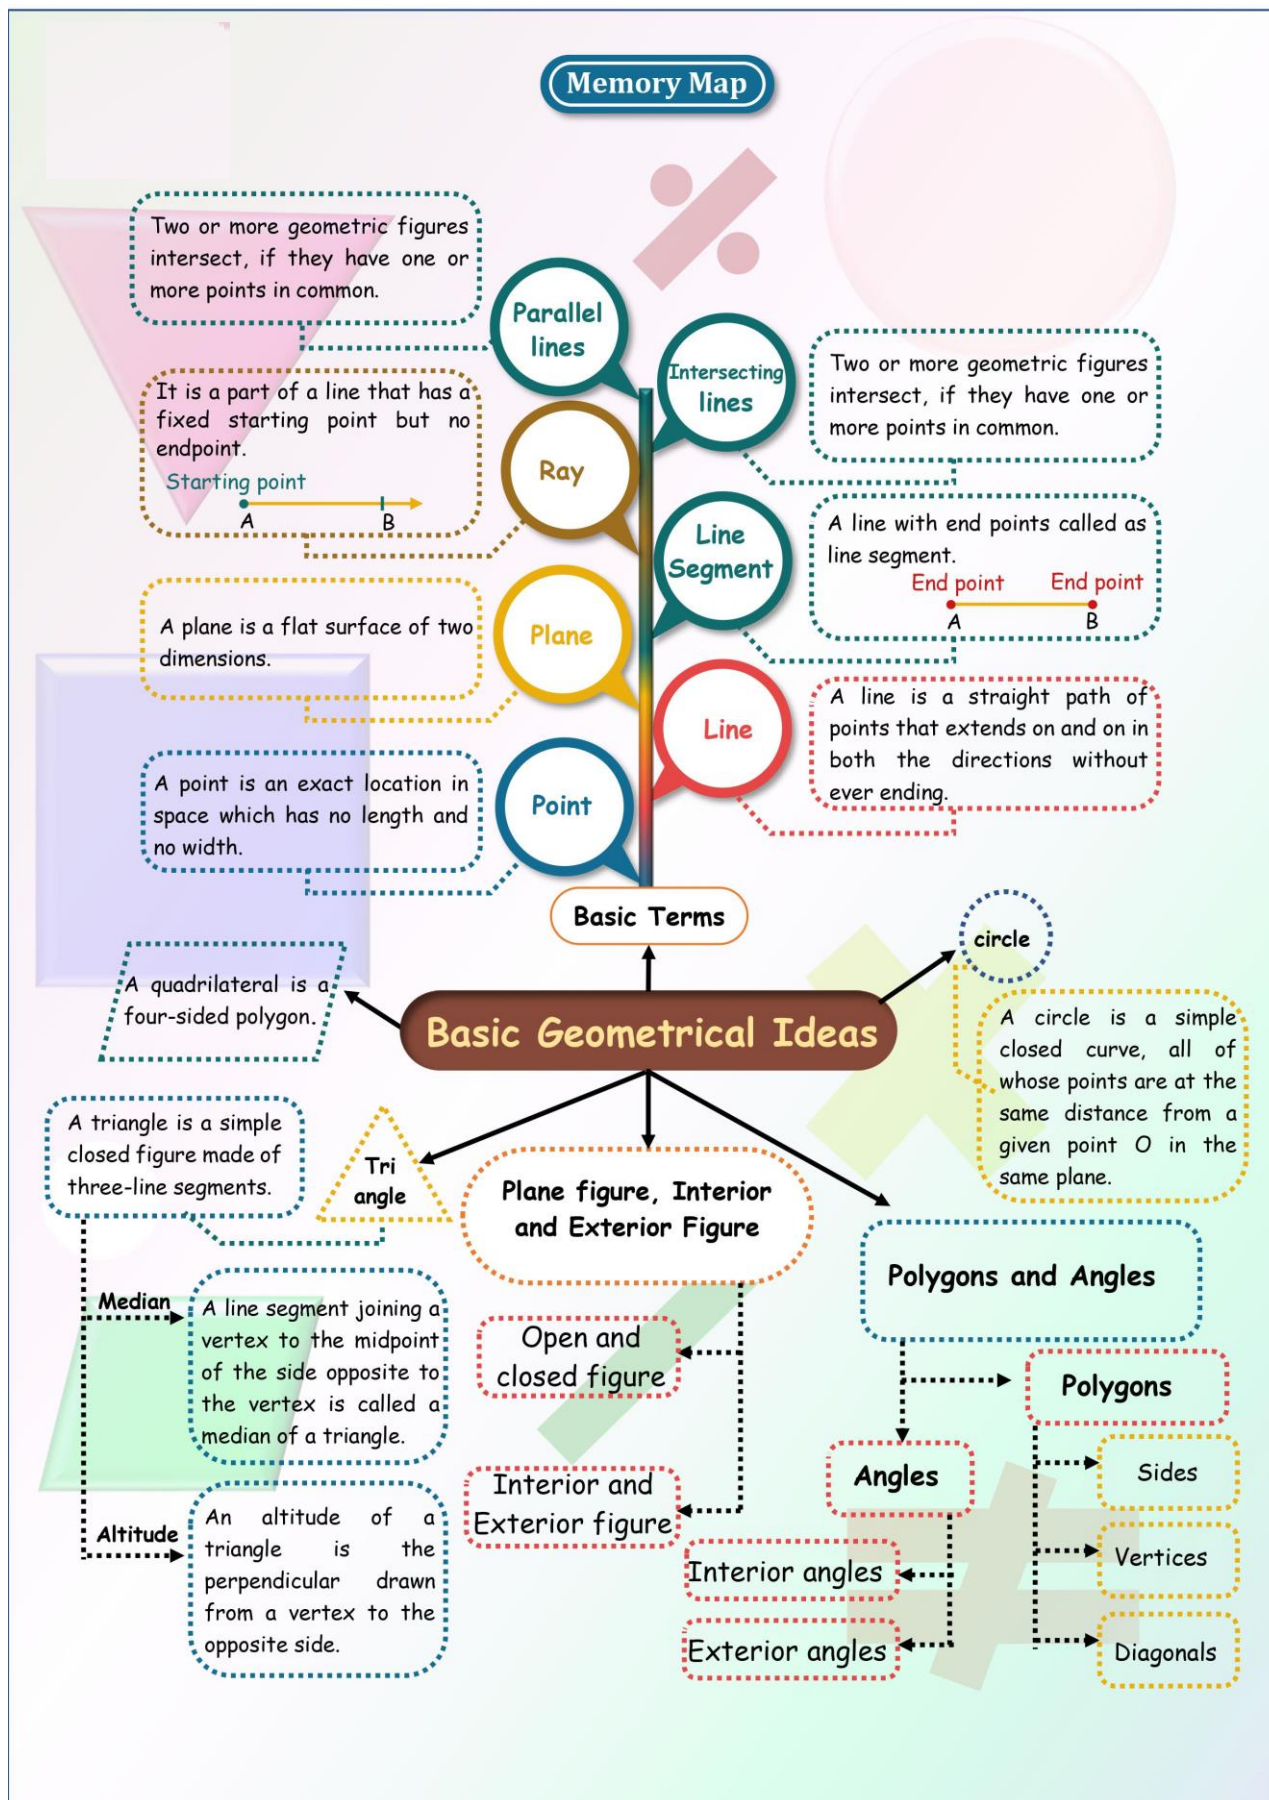 Memory Map
Two or more geometric figures
intersect, if they have one or
more points in common.
Parallel
lines
Intersecting
lines
Two or more geometric figures
intersect, if they have one or
more points in common.
It is a part of a line that has a
fixed starting point but no
endpoint.
Starting point
A B
Ray
Line
Segment
A line with end points called as
line segment.
End point End point
A B
A plane is a flat surface of two
dimensions.
Plane
Line
A line is a straight path of
points that extends on and on in
both the directions without
ever ending.
A point is an exact location in
space which has no length and
no width.
Point
Basic Terms
circle
A quadrilateral is a
four-sided polygon.
Basic Geometrical Ideas
A circle is a simple
closed curve, all of
whose points are at the
same distance from a
given point O in the
same plane.
A triangle is a simple
closed figure made of
three-line segments.
Tri
angle
Plane figure, Interior
and Exterior Figure
Polygons and Angles
Median
A line segment joining a
vertex to the midpoint
of the side opposite to
the vertex is called a
median of a triangle.
Open and
closed figure
Polygons
Angles
Sides
Interior and
Exterior figure
Altitude
An altitude of a
triangle is the
perpendicular drawn
from a vertex to the
opposite side.
Interior angles
Vertices
Exterior angles
Diagonals